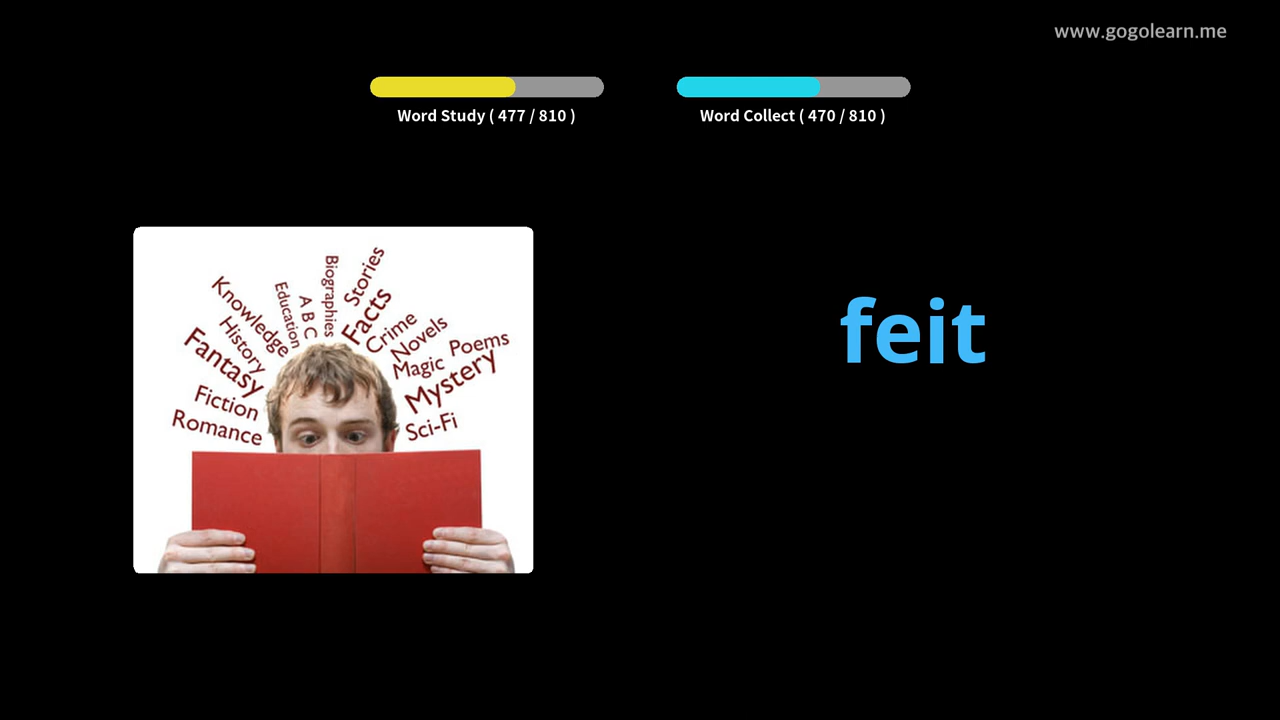 www.gogolearn.me
Word Study ( 477 / 810 )
Word Collect ( 470 / 810 )
Biographies
Stories
Education
A B C
Facts
Knowledge
History
Crime
Novels
Poems
Fantasy
Magic
Mystery
Fiction
Romance
Sci-Fi
feit